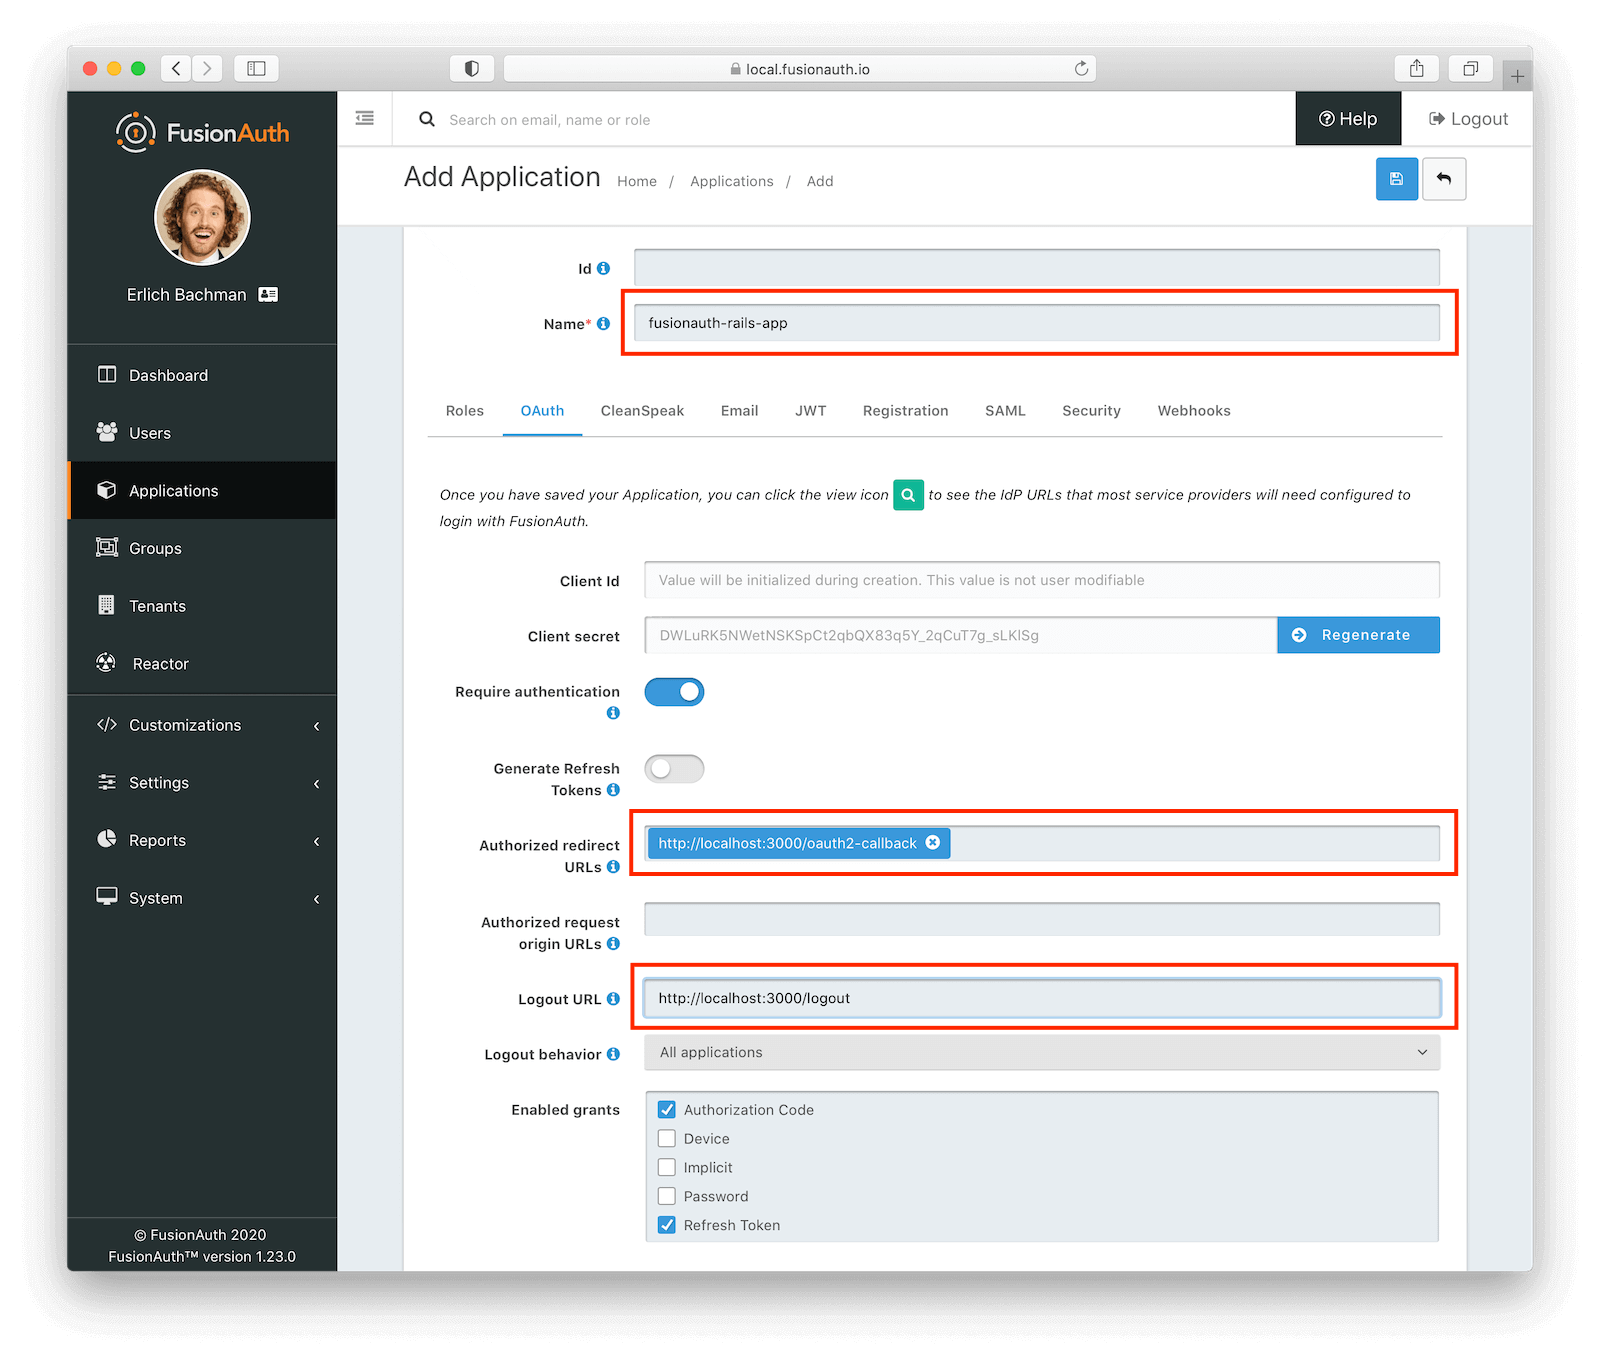 local.fusionauth.io
FusionAuth
Search on email, name or role
Help
Logout
Add Application
Home / Applications / Add
Erlich Bachman
Dashboard
Users
Applications
Groups
Tenants
Reactor
Customizations
Settings
Reports
System
© FusionAuth 2020
FusionAuth™ version 1.23.0
Id
Name*
fusionauth-rails-app
Roles
OAuth
CleanSpeak
Email
JWT
Registration
SAML
Security
Webhooks
Once you have saved your Application, you can click the view icon to see the IdP URLs that most service providers will need configured to
login with FusionAuth.
Client Id
Value will be initialized during creation. This value is not user modifiable
Client secret
DWLuRK5NWetNSKSpCt2qbQX83q5Y_2qCuT7g_sLKlSg
Regenerate
Require authentication
Generate Refresh
Tokens
Authorized redirect
URLs
http://localhost:3000/oauth2-callback
Authorized request
origin URLs
Logout URL
http://localhost:3000/logout
Logout behavior
All applications
Enabled grants
Authorization Code
Device
Implicit
Password
Refresh Token